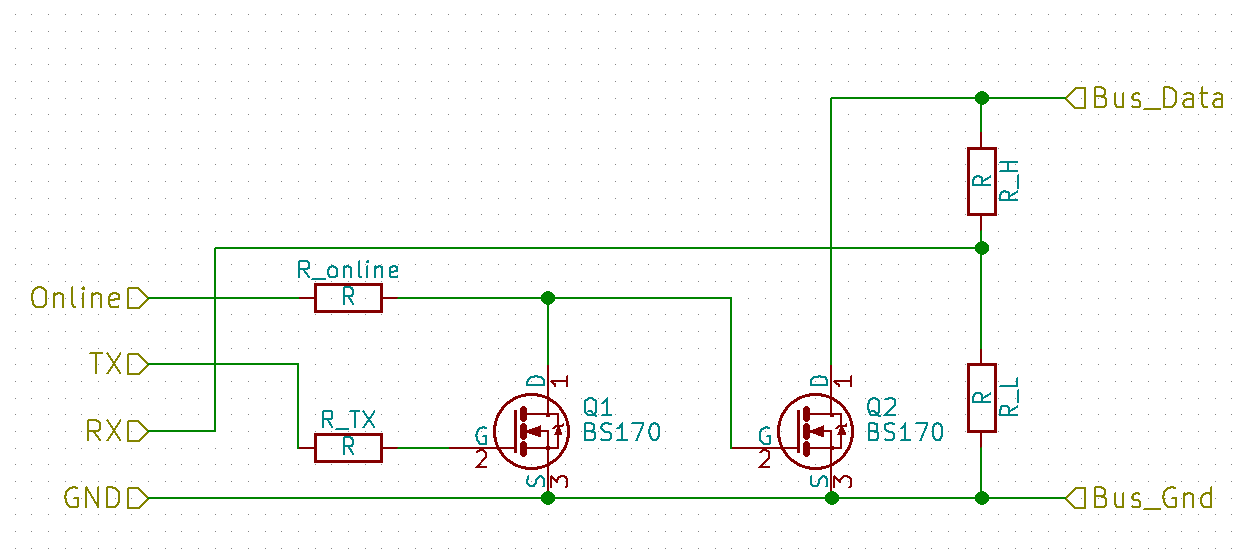 Bus_Data
R
R_H
R_online
Online
R
TX
D
1
D
1
R_TX
Q1
Q2
R
R_L
RX
R
G
BS170
G
BS170
2
2
S
3
S
3
GND
Bus_Gnd